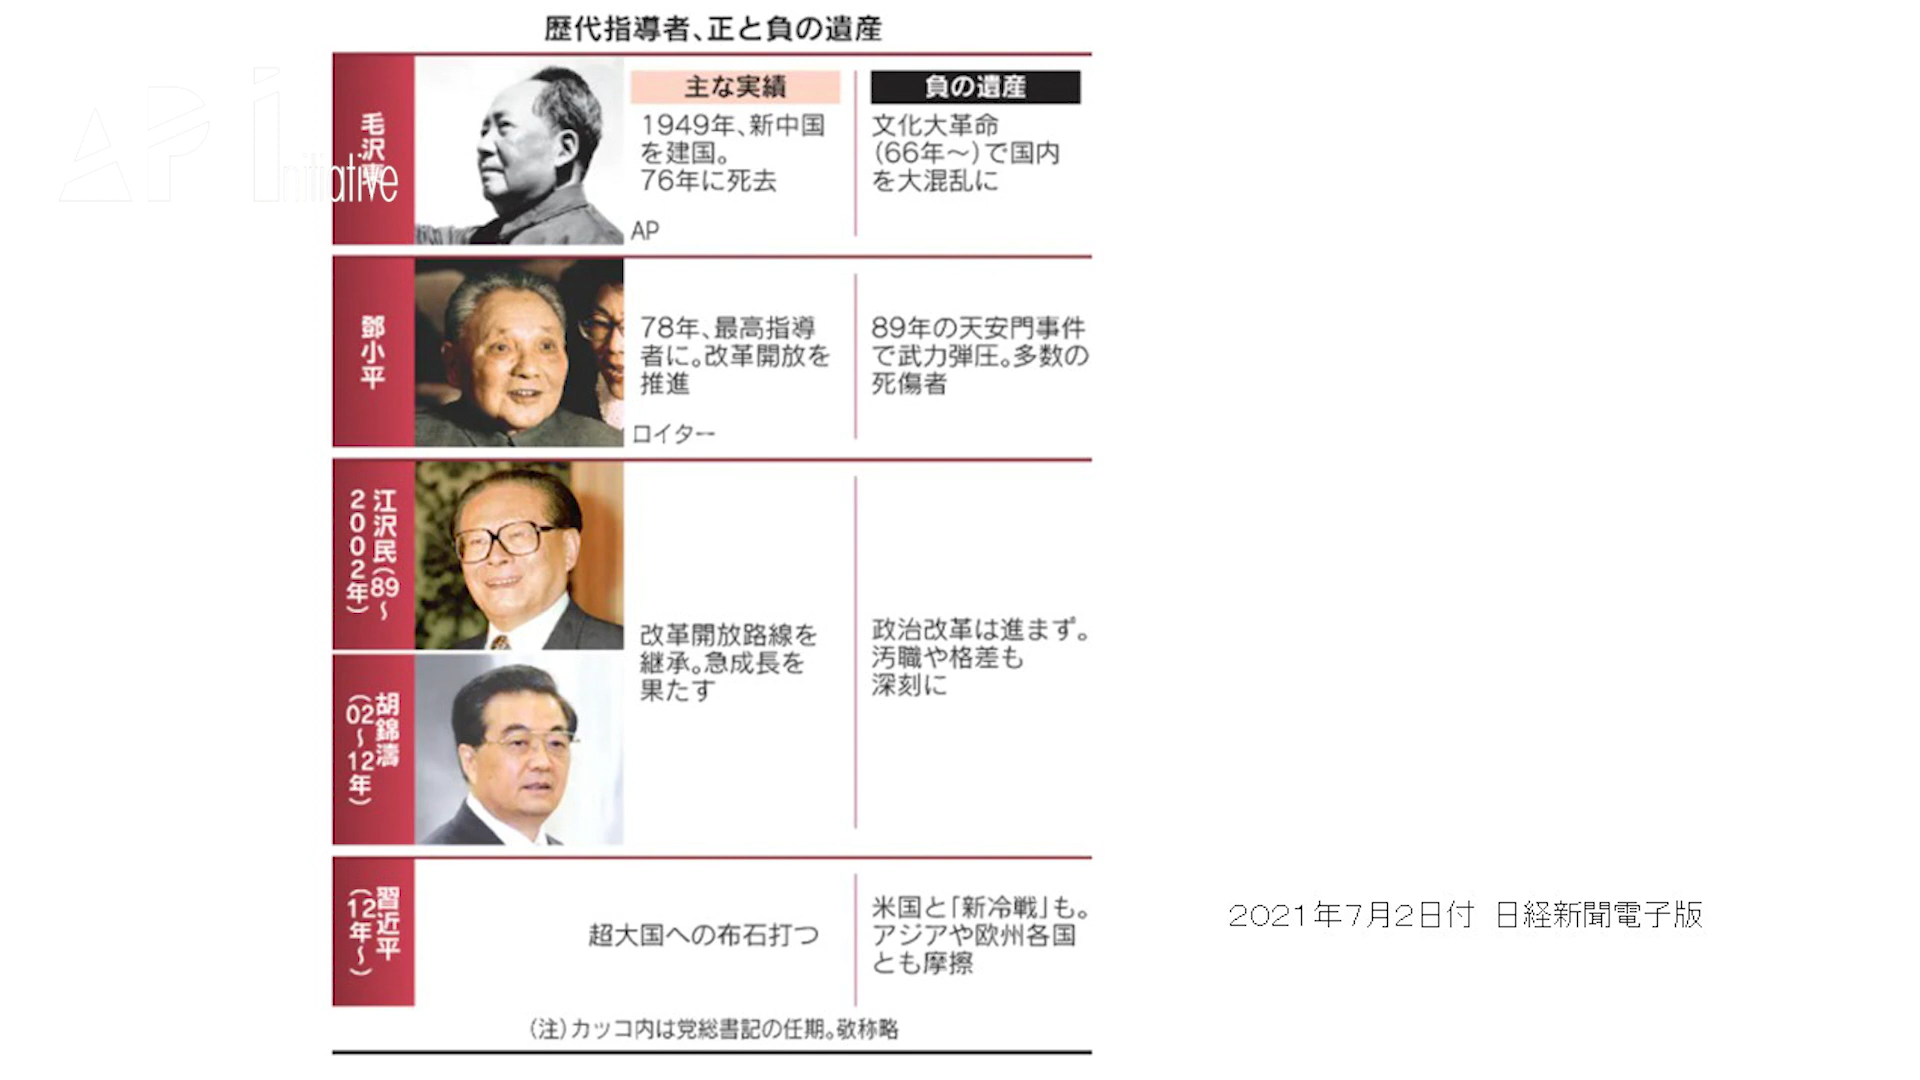 歴代指導者、正と負の遺産
主な実績
負の遺産
毛沢東
1949年、新中国
を建国。
76年に死去
AP
文化大革命
(66年～)で国内
を大混乱に
鄧小平
78年、最高指導
者に。改革開放を
推進
ロイター
89年の天安門事件
で武力弾圧。多数の
死傷者
江沢民(89～
2002年)
胡錦濤
(02～12年)
改革開放路線を
継承。急成長を
果たす
政治改革は進まず。
汚職や格差も
深刻に
習近平
(12年～)
超大国への布石打つ
米国と「新冷戦」も。
アジアや欧州各国
とも摩擦
(注)カッコ内は党総書記の任期。敬称略
2021年7月2日付 日経新聞電子版
AP Initiative